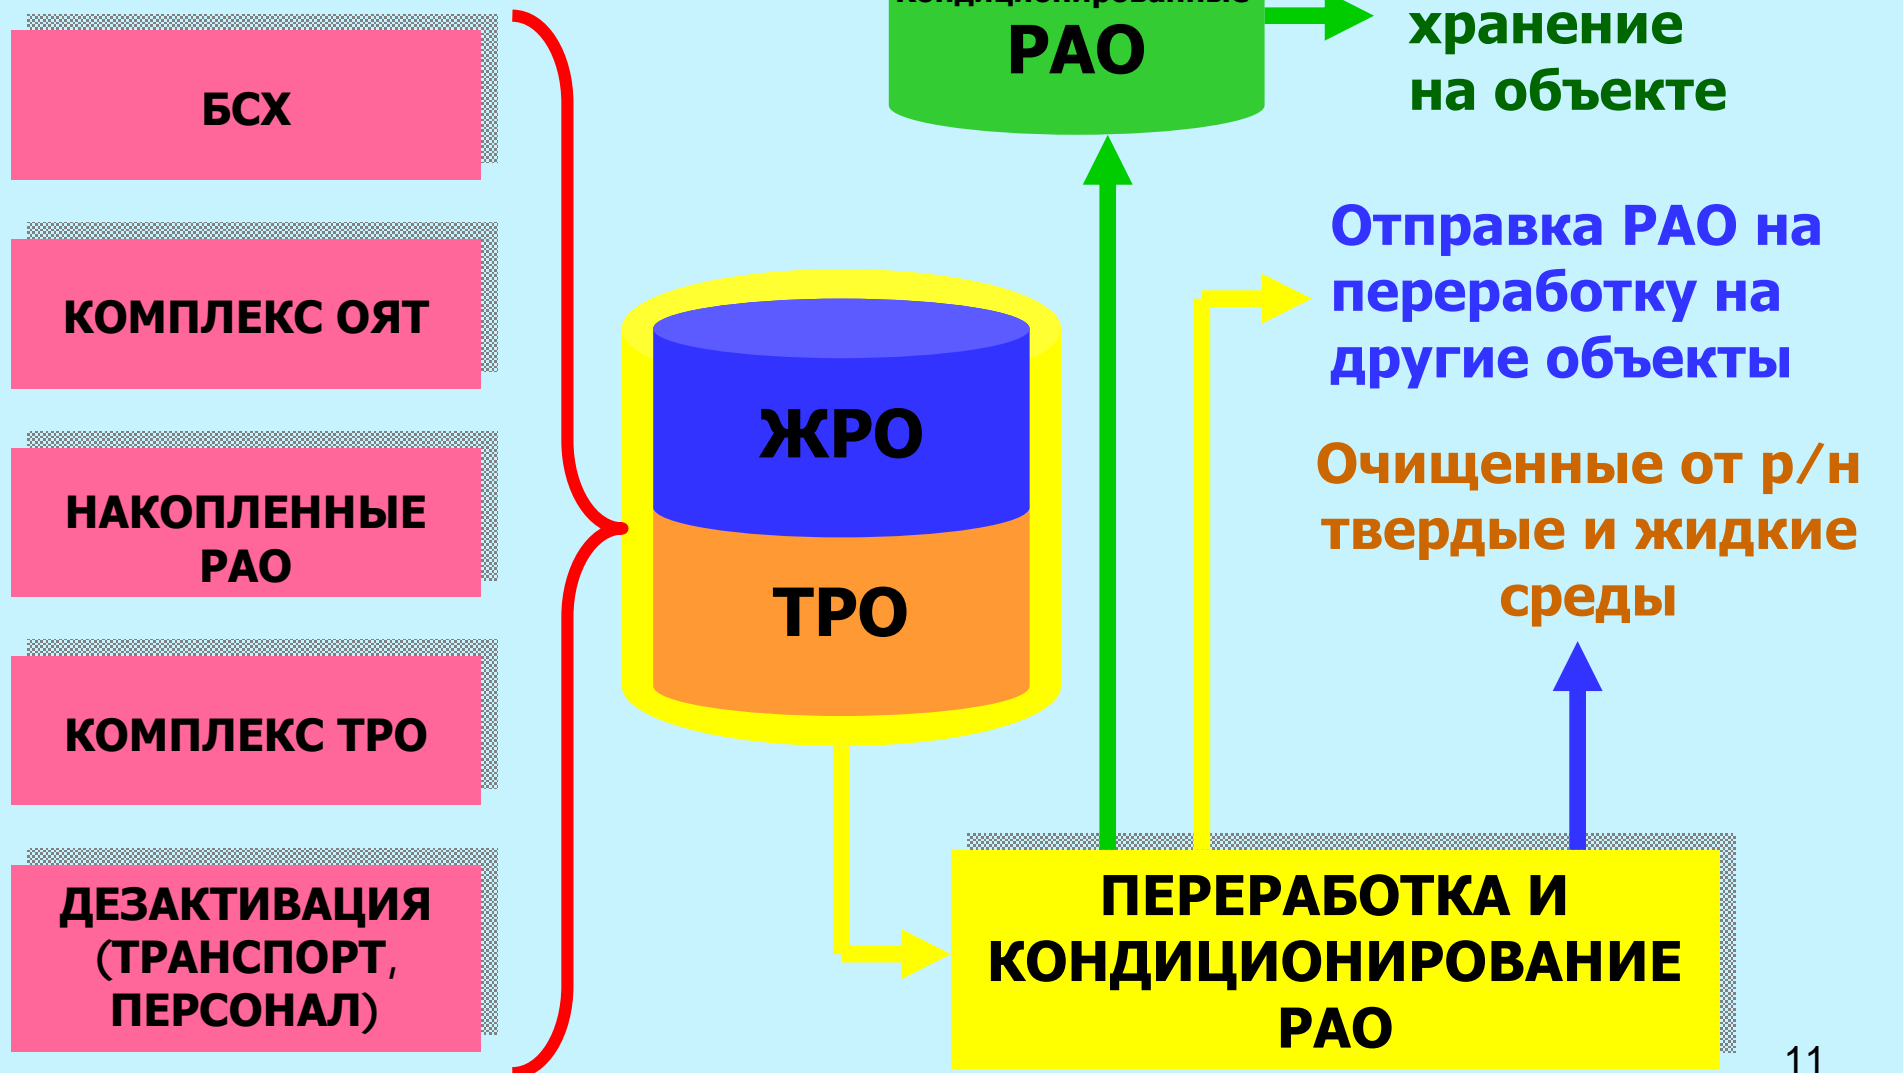 БСХ
КОМПЛЕКС ОЯТ
НАКОПЛЕННЫЕ
РАО
КОМПЛЕКС ТРО
ДЕЗАКТИВАЦИЯ
(ТРАНСПОРТ,
ПЕРСОНАЛ)
ЖРО
ТРО
Кондиционированные
РАО
хранение
на объекте
Отправка РАО на
переработку на
другие объекты
Очищенные от р/н
твердые и жидкие
среды
ПЕРЕРАБОТКА И
КОНДИЦИОНИРОВАНИЕ
РАО
11